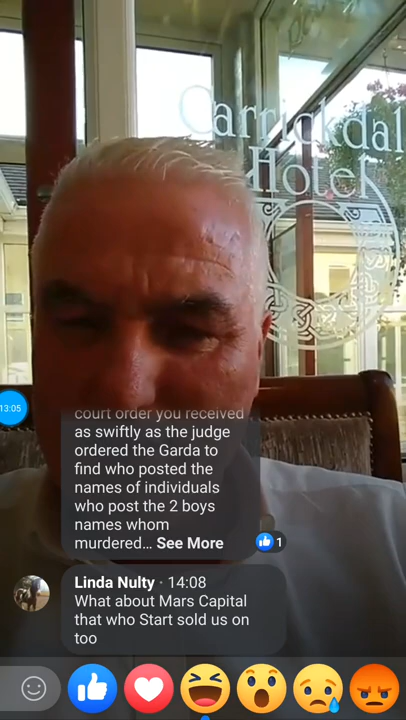 Carrickdal
Hotel
13:05
court order you received
as swiftly as the judge
ordered the Garda to
find who posted the
names of individuals
who post the 2 boys
names whom
murdered... See More
1
Linda Nulty · 14:08
What about Mars Capital
that who Start sold us on
too